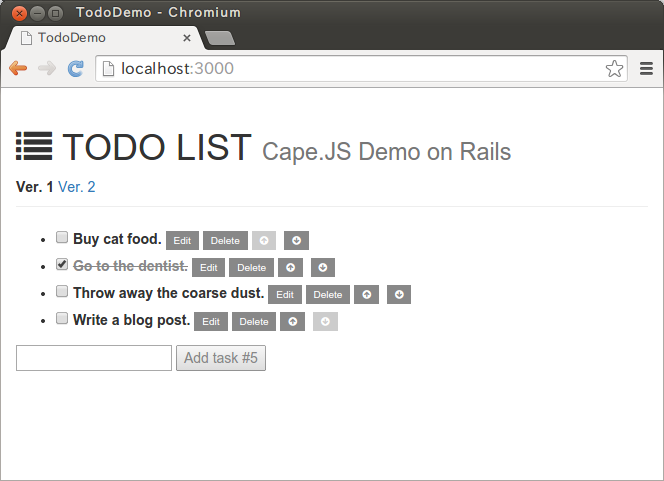 TodoDemo - Chromium
TodoDemo
localhost:3000
TODO LIST Cape.JS Demo on Rails
Ver. 1 Ver. 2
Buy cat food. Edit Delete
Go to the dentist. Edit Delete
Throw away the coarse dust. Edit Delete
Write a blog post. Edit Delete
Add task #5